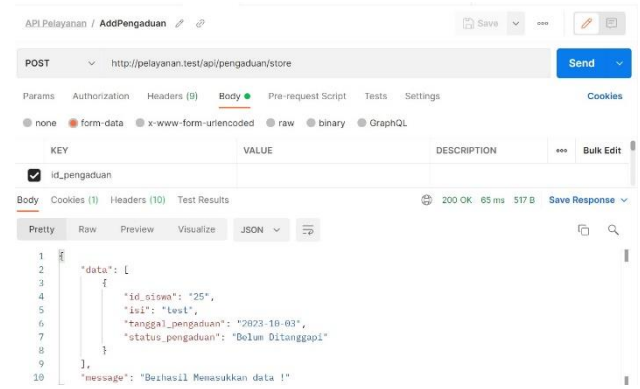 API Pelayanan / AddPengaduan
Save
POST http://pelayanan.test/api/pengaduan/store Send
Params Authorization Headers (9) Body Pre-request Script Tests Settings Cookies
none form-data x-www-form-urlencoded raw binary GraphQL
KEY VALUE DESCRIPTION Bulk Edit
id_pengaduan
Body Cookies (1) Headers (10) Test Results 200 OK 65 ms 517 B Save Response
Pretty Raw Preview Visualize JSON
1 {
2 "data": [
3 {
4 "id_siswa": "25",
5 "isi": "test",
6 "tanggal_pengaduan": "2023-10-03",
7 "status_pengaduan": "Belum Ditanggapi"
8 }
9 ],
10 "message": "Berhasil Memasukkan data !"